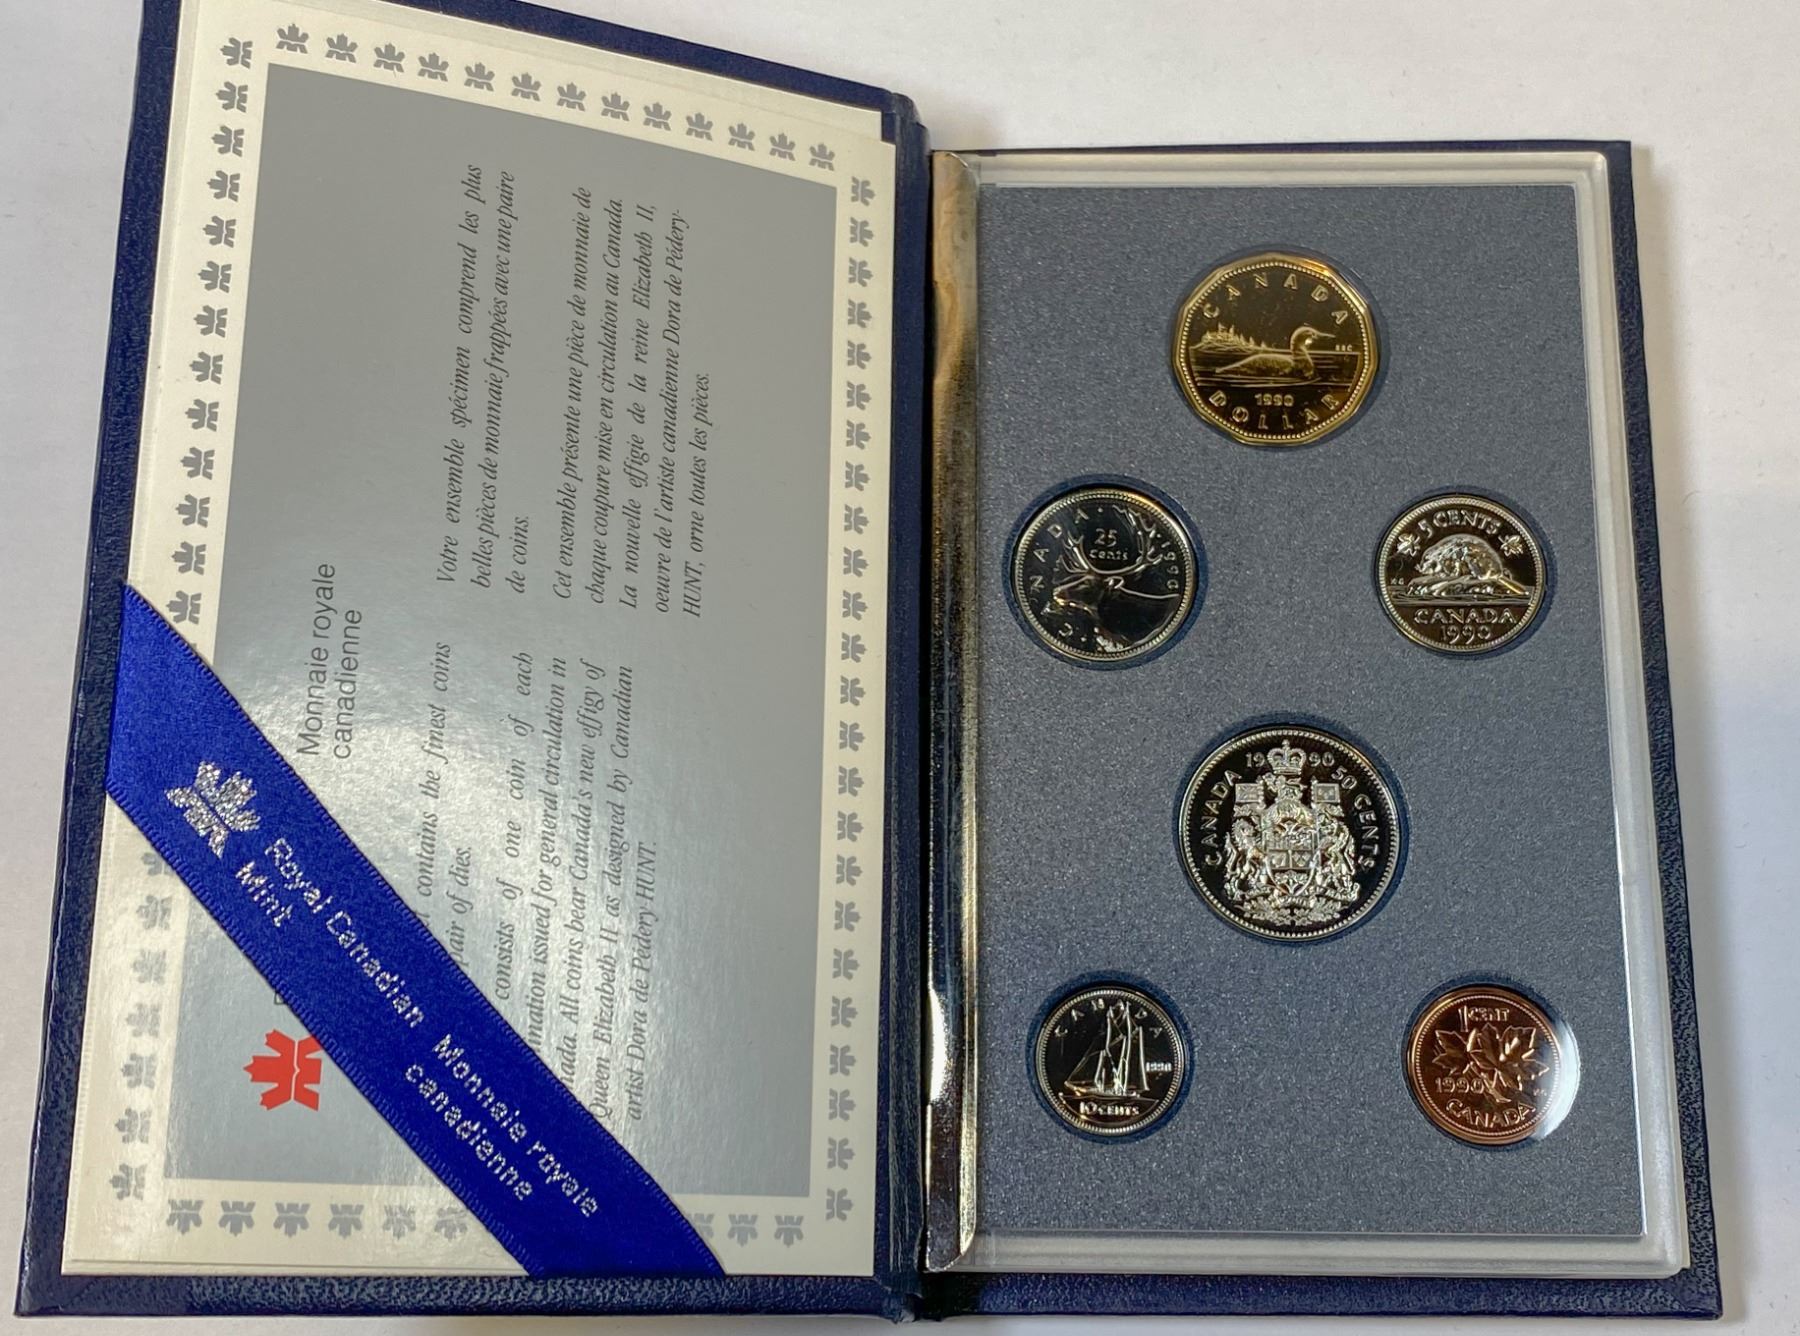 Monnaie royale
canadienne
Votre ensemble spécimen comprend les plus
belles pièces de monnaie frappées avec une paire
de coins.
Cet ensemble présente une pièce de monnaie de
chaque coupure mise en circulation au Canada.
La nouvelle effigie de la reine Elizabeth II,
oeuvre de l'artiste canadienne Dora de Pédery-
HUNT, orne toutes les pièces.
contains the finest coins
pair of dies.
consists of one coin of each
general circulation in
All coins bear Canada's new effigy of
Queen Elizabeth II as designed by Canadian
artist Dora de Pédery-HUNT.
Royal Canadian
Mint
Monnaie royale
canadienne
CANADA
1990
DOLLAR
CANADA 1990
25
cents
5 CENTS
CANADA
1990
1990
CANADA 50 CENTS
CANADA
1990
10 CENTS
1 CENT
1990
CANADA